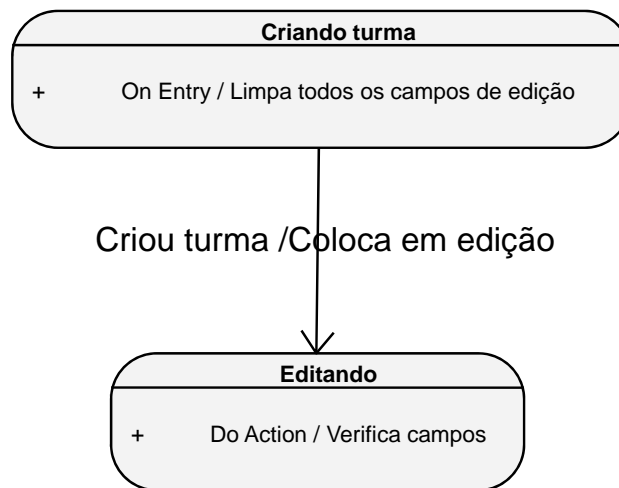 Criando turma
+ On Entry / Limpa todos os campos de edição
Criou turma /Coloca em edição
Editando
+ Do Action / Verifica campos